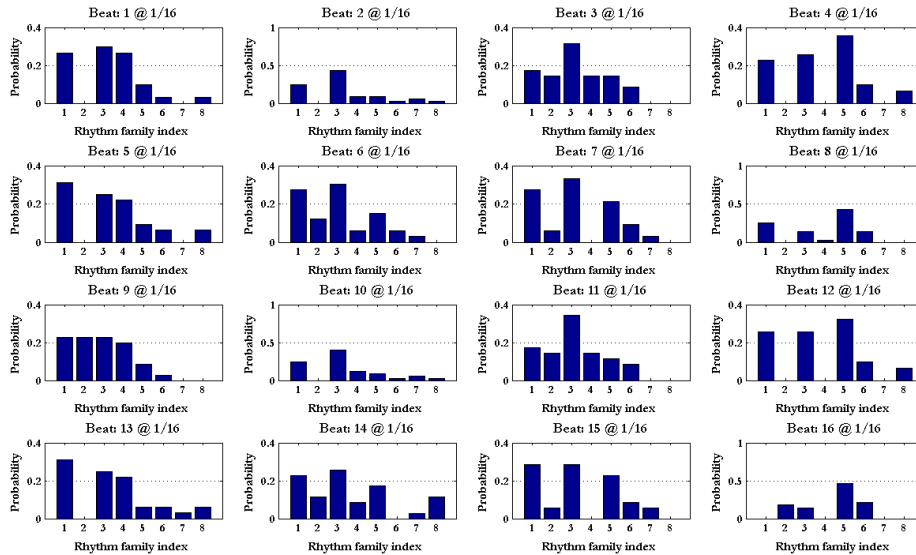 Beat: 1 @ 1/16
Beat: 2 @ 1/16
Beat: 3 @ 1/16
Beat: 4 @ 1/16
Probability
0.4
0.2
0
1 2 3 4 5 6 7 8
Rhythm family index
Probability
1
0.5
0
1 2 3 4 5 6 7 8
Rhythm family index
Probability
0.4
0.2
0
1 2 3 4 5 6 7 8
Rhythm family index
Probability
0.4
0.2
0
1 2 3 4 5 6 7 8
Rhythm family index
Beat: 5 @ 1/16
Beat: 6 @ 1/16
Beat: 7 @ 1/16
Beat: 8 @ 1/16
Probability
0.4
0.2
0
1 2 3 4 5 6 7 8
Rhythm family index
Probability
0.4
0.2
0
1 2 3 4 5 6 7 8
Rhythm family index
Probability
0.4
0.2
0
1 2 3 4 5 6 7 8
Rhythm family index
Probability
1
0.5
0
1 2 3 4 5 6 7 8
Rhythm family index
Beat: 9 @ 1/16
Beat: 10 @ 1/16
Beat: 11 @ 1/16
Beat: 12 @ 1/16
Probability
0.4
0.2
0
1 2 3 4 5 6 7 8
Rhythm family index
Probability
1
0.5
0
1 2 3 4 5 6 7 8
Rhythm family index
Probability
0.4
0.2
0
1 2 3 4 5 6 7 8
Rhythm family index
Probability
0.4
0.2
0
1 2 3 4 5 6 7 8
Rhythm family index
Beat: 13 @ 1/16
Beat: 14 @ 1/16
Beat: 15 @ 1/16
Beat: 16 @ 1/16
Probability
0.4
0.2
0
1 2 3 4 5 6 7 8
Rhythm family index
Probability
0.4
0.2
0
1 2 3 4 5 6 7 8
Rhythm family index
Probability
0.4
0.2
0
1 2 3 4 5 6 7 8
Rhythm family index
Probability
1
0.5
0
1 2 3 4 5 6 7 8
Rhythm family index